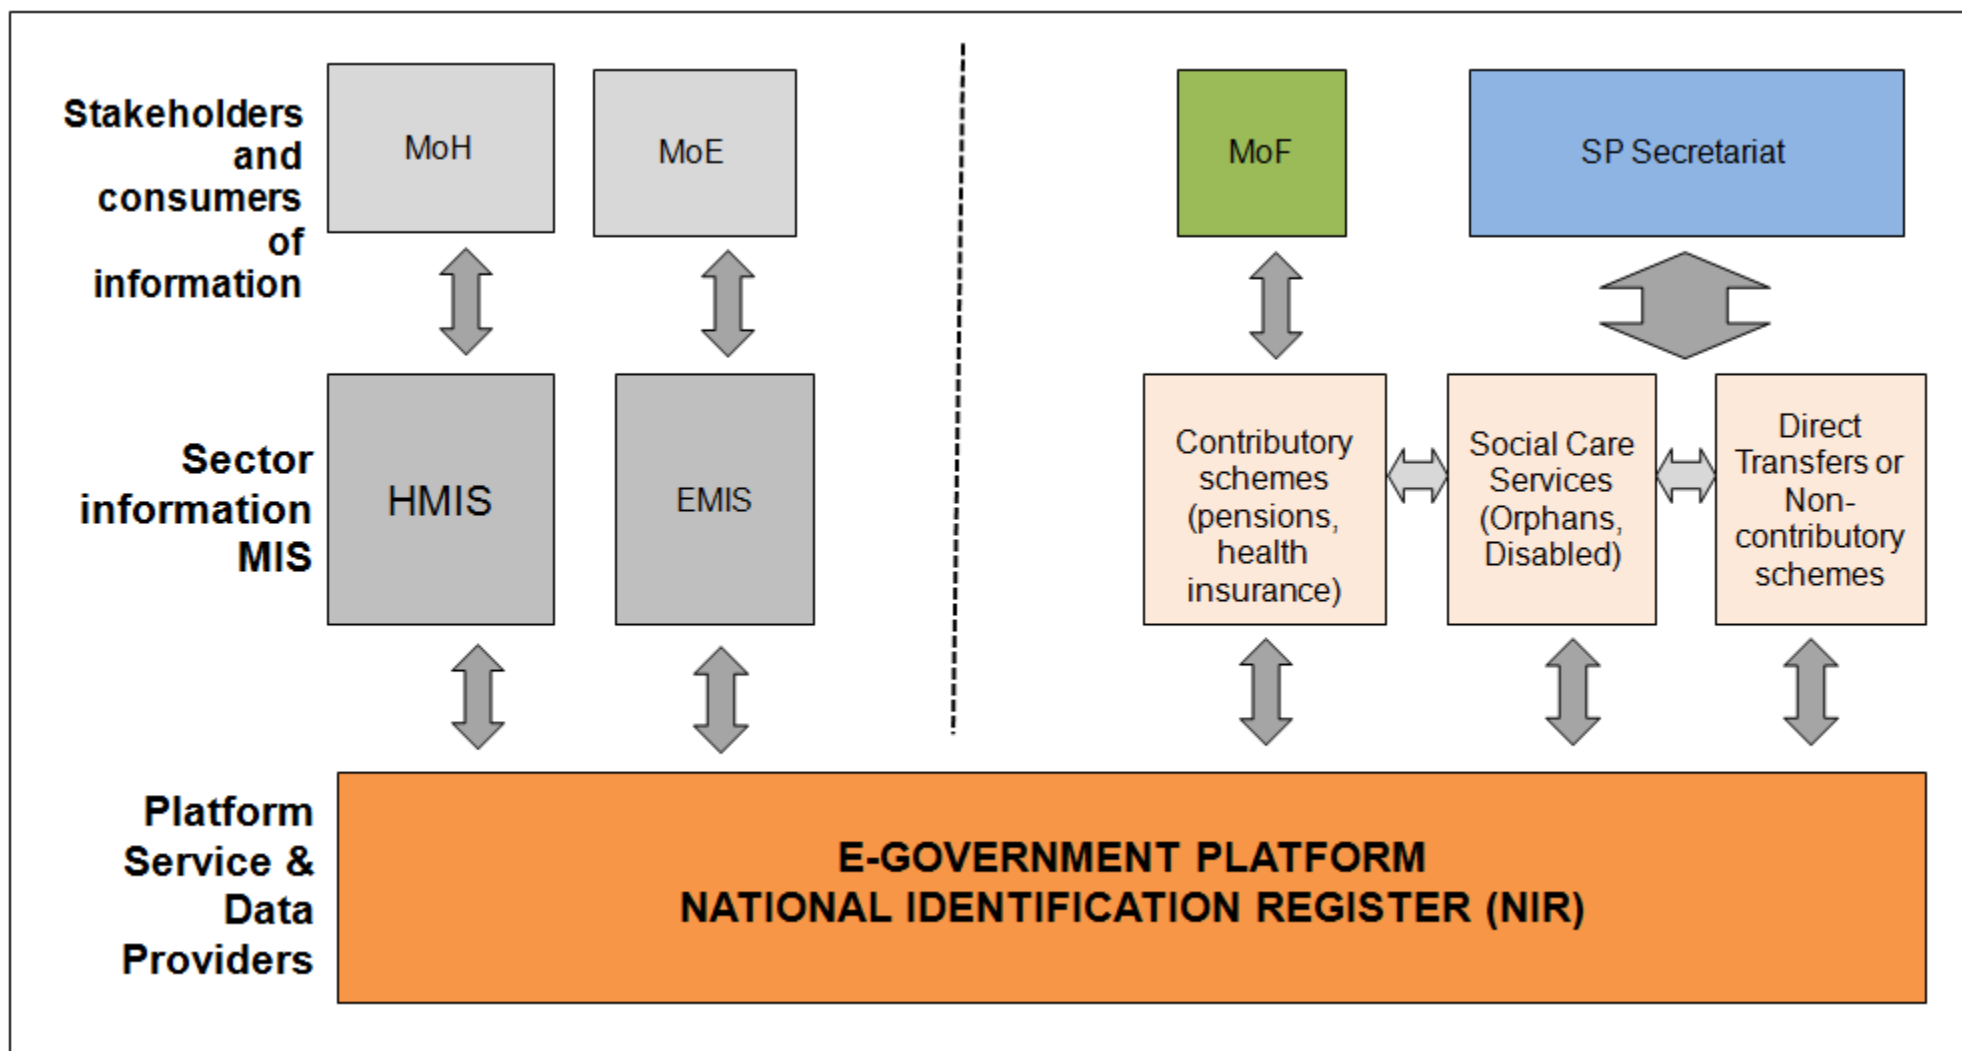 Stakeholders
and
consumers
of
information
MoH
MoE
MoF
SP Secretariat
Sector
information
MIS
HMIS
EMIS
Contributory
schemes
(pensions,
health
insurance)
Social Care
Services
(Orphans,
Disabled)
Direct
Transfers or
Non-
contributory
schemes
Platform
Service &
Data
Providers
E-GOVERNMENT PLATFORM
NATIONAL IDENTIFICATION REGISTER (NIR)